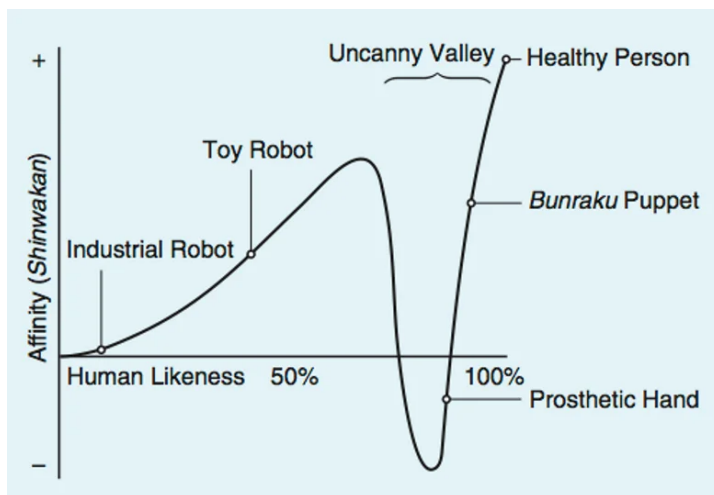 +
Uncanny Valley
Healthy Person
Toy Robot
Bunraku Puppet
Industrial Robot
Affinity (Shinwakan)
Human Likeness 50% 100%
Prosthetic Hand
–